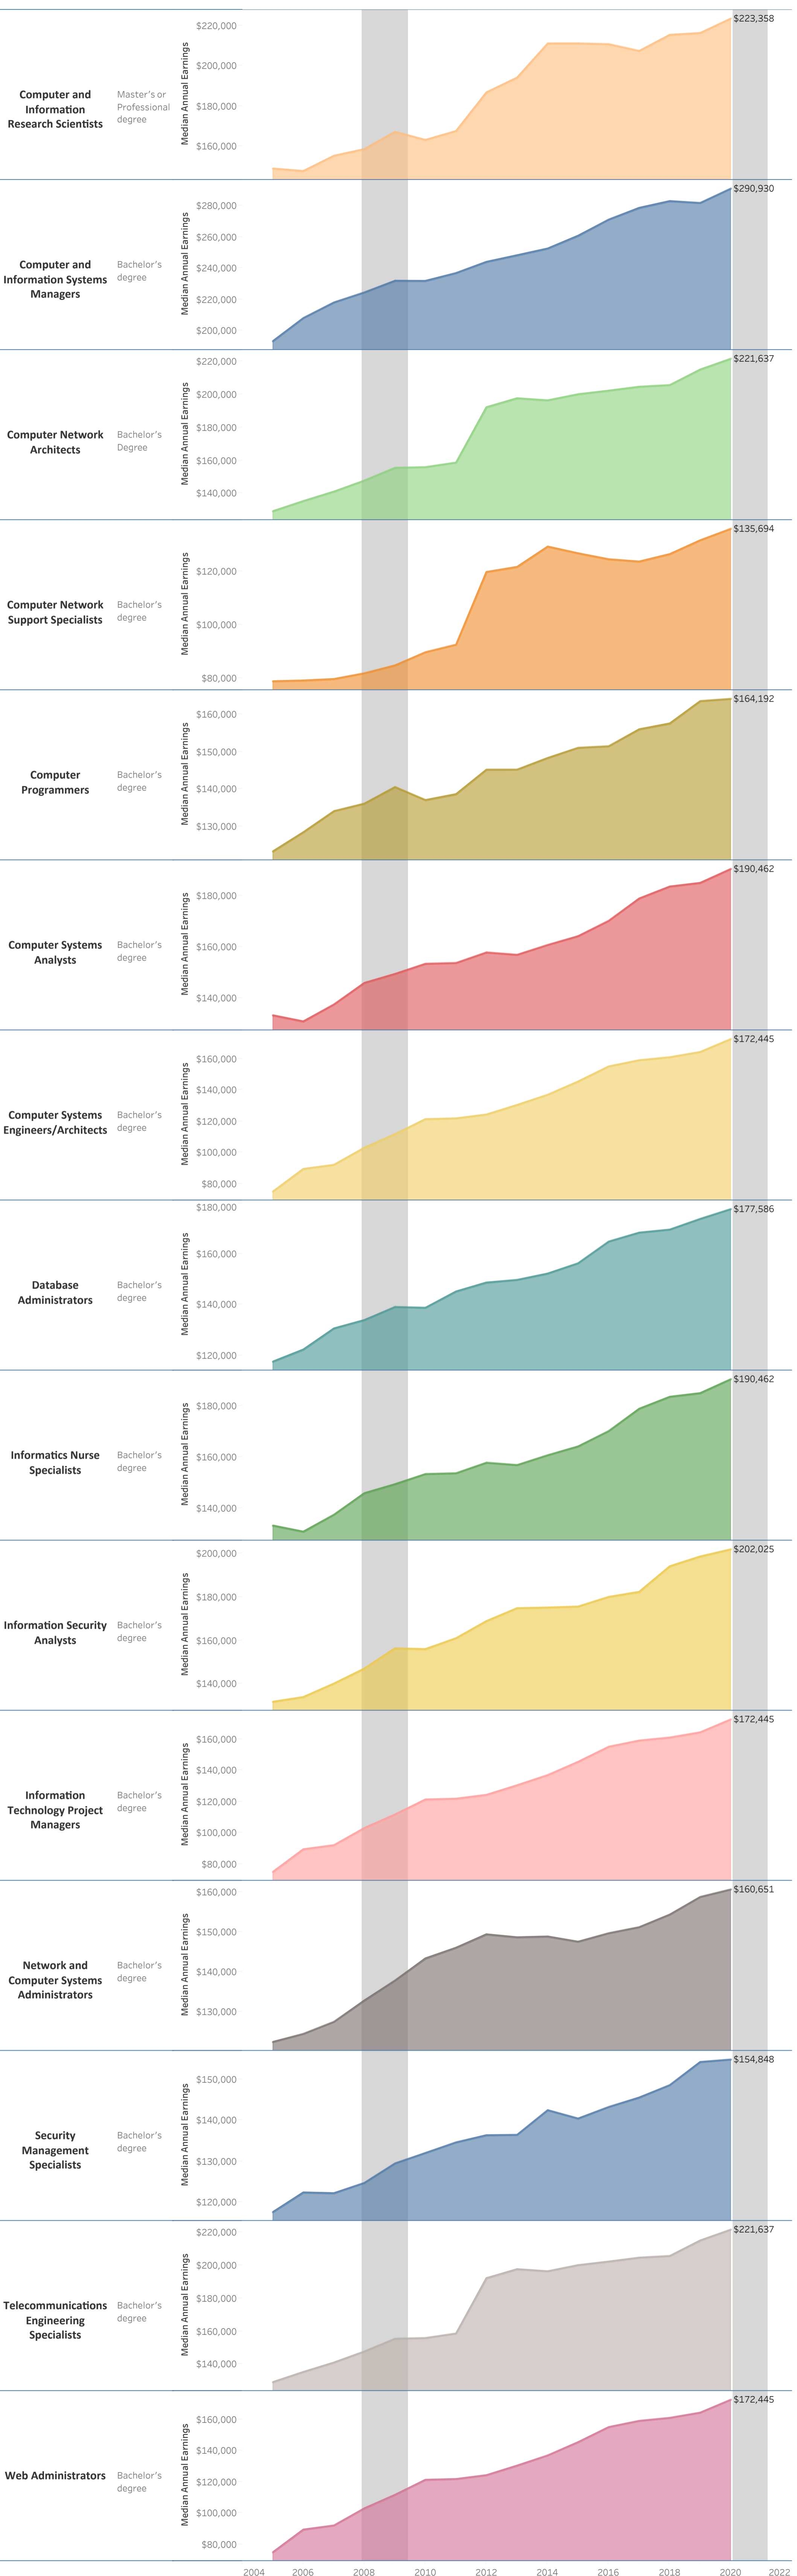 $223,358
$220,000
$200,000
$180,000
$160,000
Median Annual Earnings
Computer and
Information
Research Scientists
Master's or
Professional
degree
$290,930
$280,000
$260,000
$240,000
$220,000
$200,000
Median Annual Earnings
Computer and
Information Systems
Managers
Bachelor's
degree
$221,637
$220,000
$200,000
$180,000
$160,000
$140,000
Median Annual Earnings
Computer Network
Architects
Bachelor's
Degree
$135,694
$120,000
$100,000
$80,000
Median Annual Earnings
Computer Network
Support Specialists
Bachelor's
degree
$164,192
$160,000
$150,000
$140,000
$130,000
Median Annual Earnings
Computer
Programmers
Bachelor's
degree
$190,462
$180,000
$160,000
$140,000
Median Annual Earnings
Computer Systems
Analysts
Bachelor's
degree
$172,445
$160,000
$140,000
$120,000
$100,000
$80,000
Median Annual Earnings
Computer Systems
Engineers/Architects
Bachelor's
degree
$177,586
$180,000
$160,000
$140,000
$120,000
Median Annual Earnings
Database
Administrators
Bachelor's
degree
$190,462
$180,000
$160,000
$140,000
Median Annual Earnings
Informatics Nurse
Specialists
Bachelor's
degree
$202,025
$200,000
$180,000
$160,000
$140,000
Median Annual Earnings
Information Security
Analysts
Bachelor's
degree
$172,445
$160,000
$140,000
$120,000
$100,000
$80,000
Median Annual Earnings
Information
Technology Project
Managers
Bachelor's
degree
$160,651
$160,000
$150,000
$140,000
$130,000
Median Annual Earnings
Network and
Computer Systems
Administrators
Bachelor's
degree
$154,848
$150,000
$140,000
$130,000
$120,000
Median Annual Earnings
Security
Management
Specialists
Bachelor's
degree
$221,637
$220,000
$200,000
$180,000
$160,000
$140,000
Median Annual Earnings
Telecommunications
Engineering
Specialists
Bachelor's
degree
$172,445
$160,000
$140,000
$120,000
$100,000
$80,000
Median Annual Earnings
Web Administrators
Bachelor's
degree
2004 2006 2008 2010 2012 2014 2016 2018 2020 2022